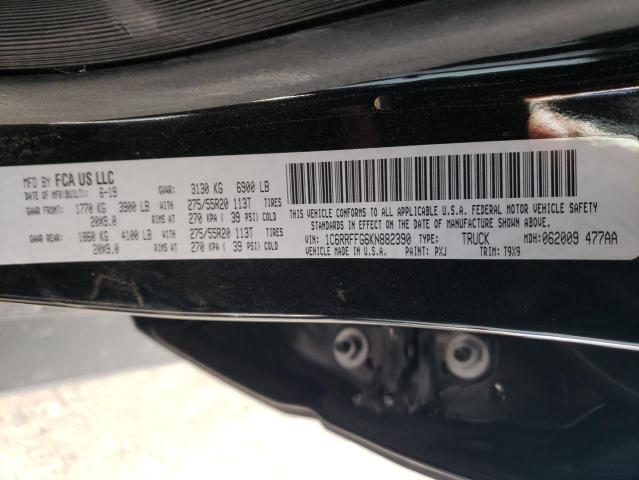 MFD BY FCA US LLC
DATE OF MFR(BUILT): 6-19
GVWR: 3130 KG 6900 LB
GAWR FRONT: 1770 KG 3900 LB WITH 275/55R20 113T TIRES
20X9.0 RIMS AT 270 KPA ( 39 PSI) COLD
GAWR REAR: 1860 KG 4100 LB WITH 275/55R20 113T TIRES
20X9.0 RIMS AT 270 KPA ( 39 PSI) COLD
THIS VEHICLE CONFORMS TO ALL APPLICABLE U.S.A. FEDERAL MOTOR VEHICLE SAFETY
STANDARDS IN EFFECT ON THE DATE OF MANUFACTURE SHOWN ABOVE.
VIN: 1C6RRFFG6KN882390 TYPE: TRUCK MDH: 062009 477AA
VEHICLE MADE IN U.S.A. PAINT: PXJ TRIM: T9X9